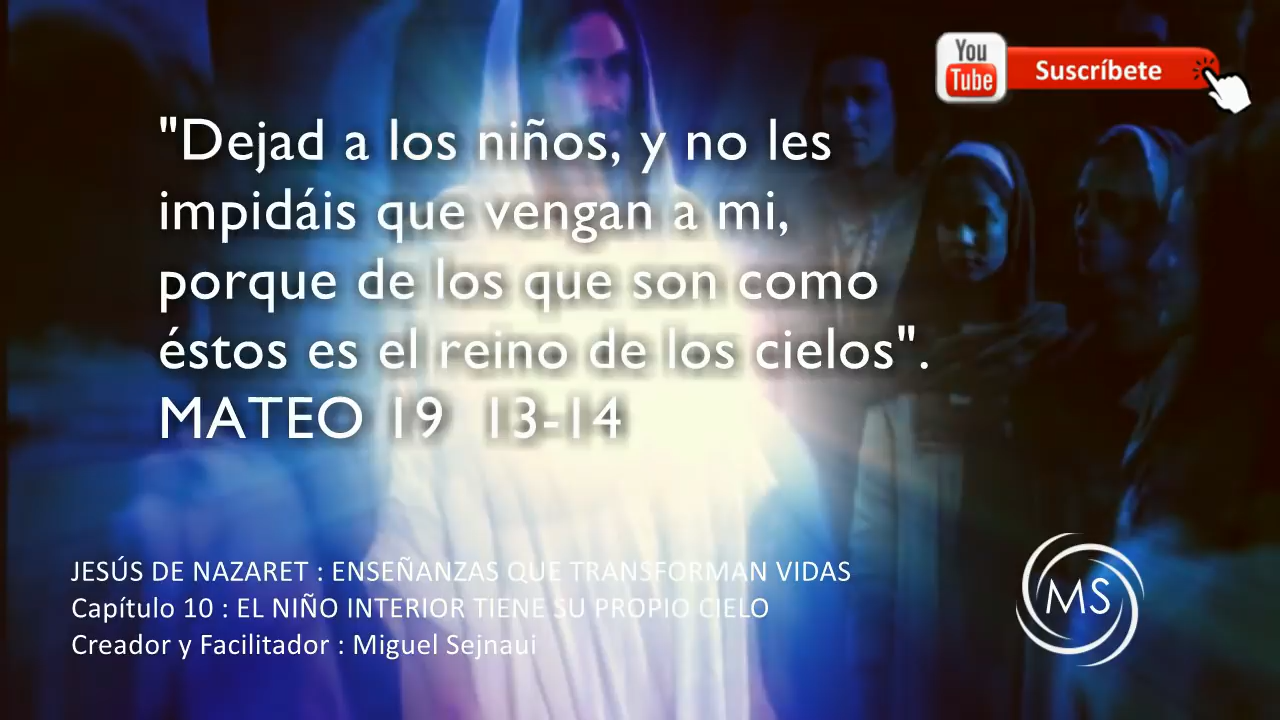 You
Tube
Suscríbete
"Dejad a los niños, y no les
impidáis que vengan a mi,
porque de los que son como
éstos es el reino de los cielos".
MATEO 19 13-14
JESÚS DE NAZARET : ENSEÑANZAS QUE TRANSFORMAN VIDAS
Capítulo 10 : EL NIÑO INTERIOR TIENE SU PROPIO CIELO
Creador y Facilitador : Miguel Sejnaui
MS